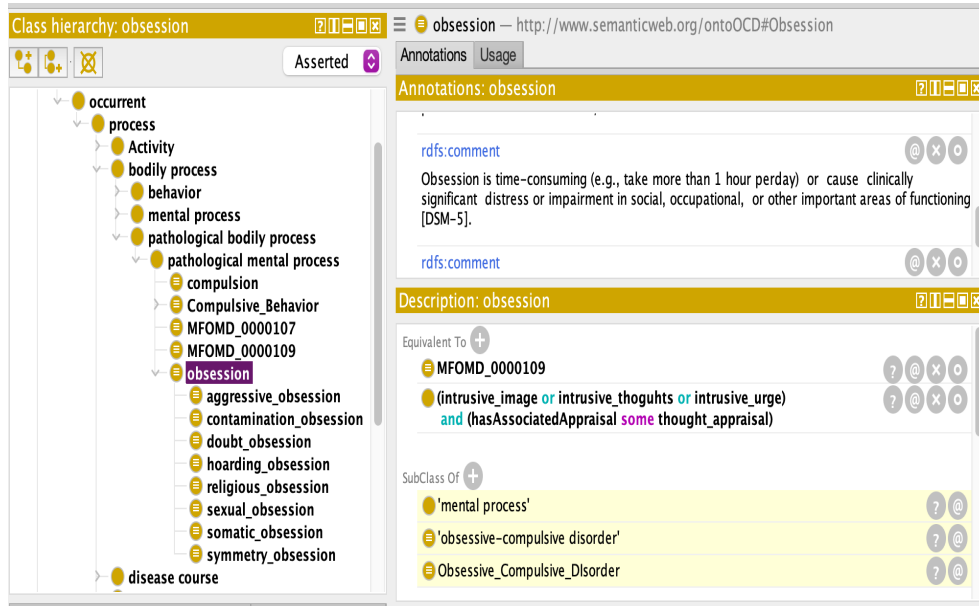 Class hierarchy: obsession
Asserted
occurrent
process
Activity
bodily process
behavior
mental process
pathological bodily process
pathological mental process
compulsion
Compulsive_Behavior
MFOMD_0000107
MFOMD_0000109
obsession
aggressive_obsession
contamination_obsession
doubt_obsession
hoarding_obsession
religious_obsession
sexual_obsession
somatic_obsession
symmetry_obsession
disease course
obsession — http://www.semanticweb.org/ontoOCD#Obsession
Annotations Usage
Annotations: obsession
rdfs:comment
Obsession is time-consuming (e.g., take more than 1 hour perday) or cause clinically
significant distress or impairment in social, occupational, or other important areas of functioning
[DSM-5].
rdfs:comment
Description: obsession
Equivalent To
MFOMD_0000109
(intrusive_image or intrusive_thoguhts or intrusive_urge)
and (hasAssociatedAppraisal some thought_appraisal)
SubClass Of
'mental process'
'obsessive-compulsive disorder'
Obsessive_Compulsive_DIsorder